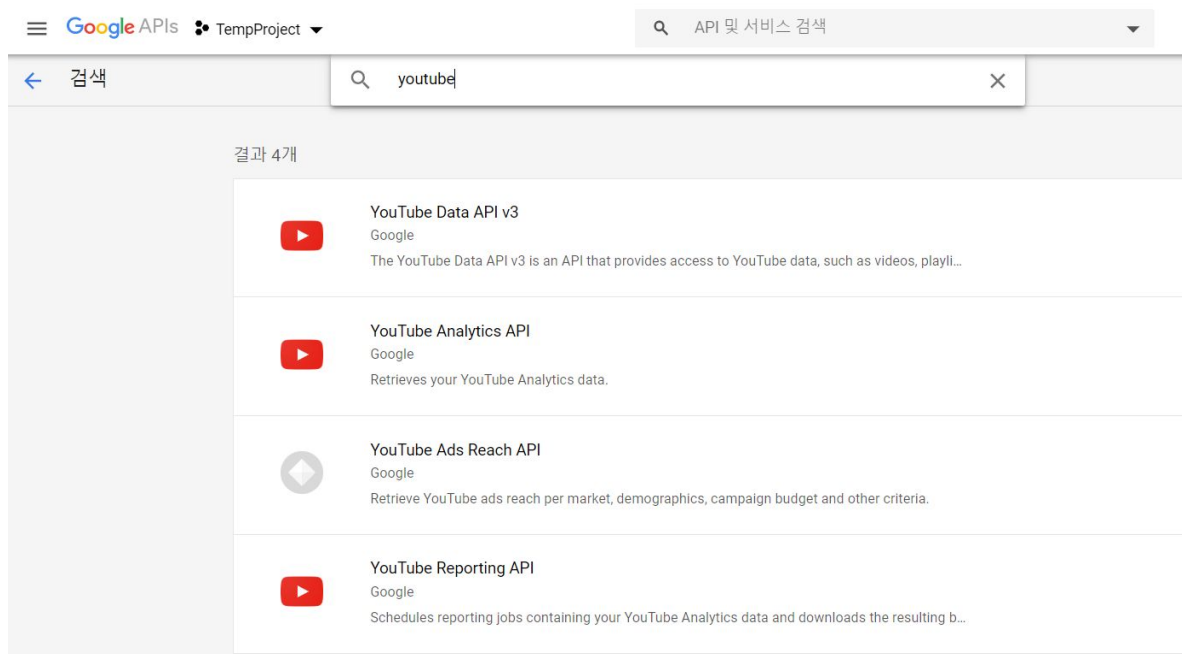 Google APIs TempProject API 및 서비스 검색
검색 youtube
결과 4개
YouTube Data API v3
Google
The YouTube Data API v3 is an API that provides access to YouTube data, such as videos, playli...
YouTube Analytics API
Google
Retrieves your YouTube Analytics data.
YouTube Ads Reach API
Google
Retrieve YouTube ads reach per market, demographics, campaign budget and other criteria.
YouTube Reporting API
Google
Schedules reporting jobs containing your YouTube Analytics data and downloads the resulting b...